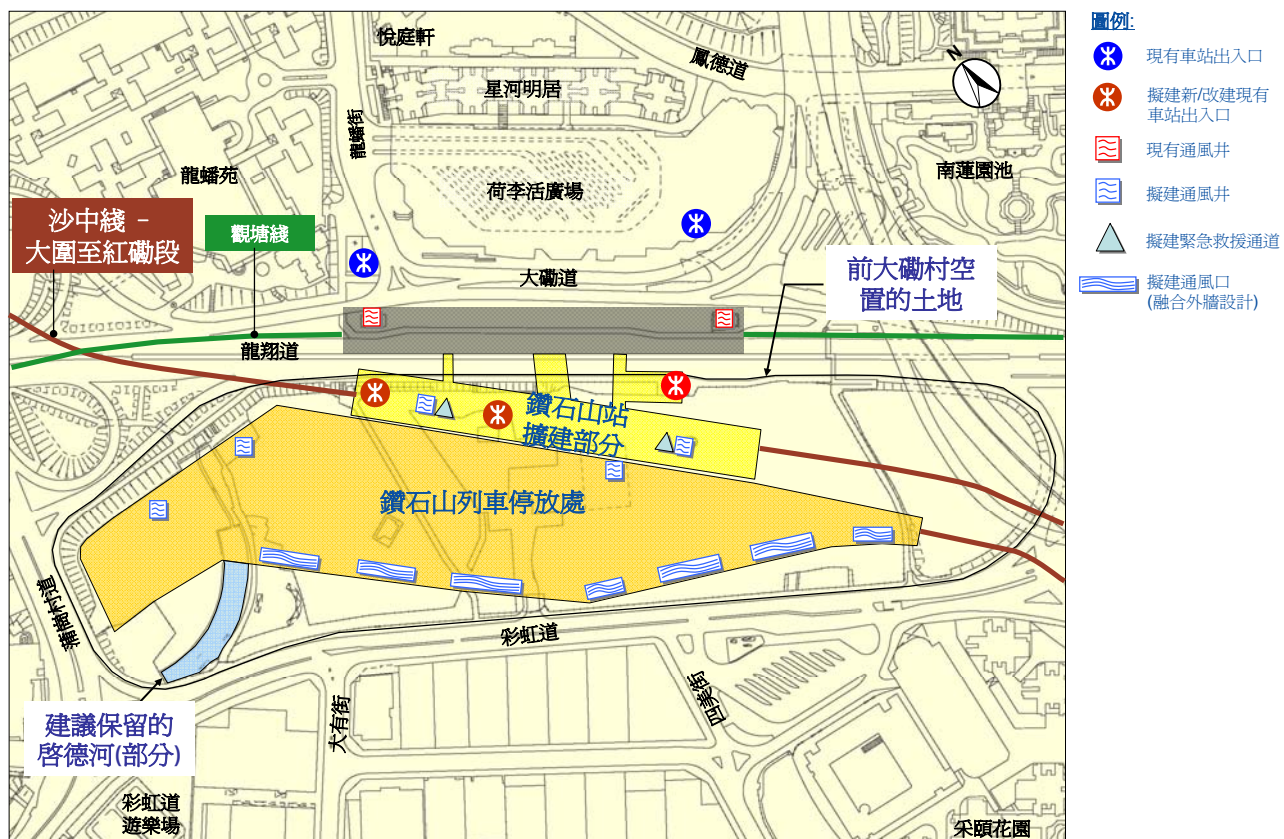 圖例:
現有車站出入口
擬建新/改建現有
車站出入口
現有通風井
擬建通風井
擬建緊急救援通道
擬建通風口
(融合外牆設計)
N
悅庭軒
鳳德道
星河明居
龍蟠街
龍蟠苑
荷李活廣場
南蓮園池
沙中綫 -
大圍至紅磡段
觀塘綫
大磡道
前大磡村空
置的土地
龍翔道
鑽石山站
擴建部分
鑽石山列車停放處
蒲崗村道
彩虹道
四美街
大有街
建議保留的
啓德河(部分)
彩虹道
遊樂場
采頤花園